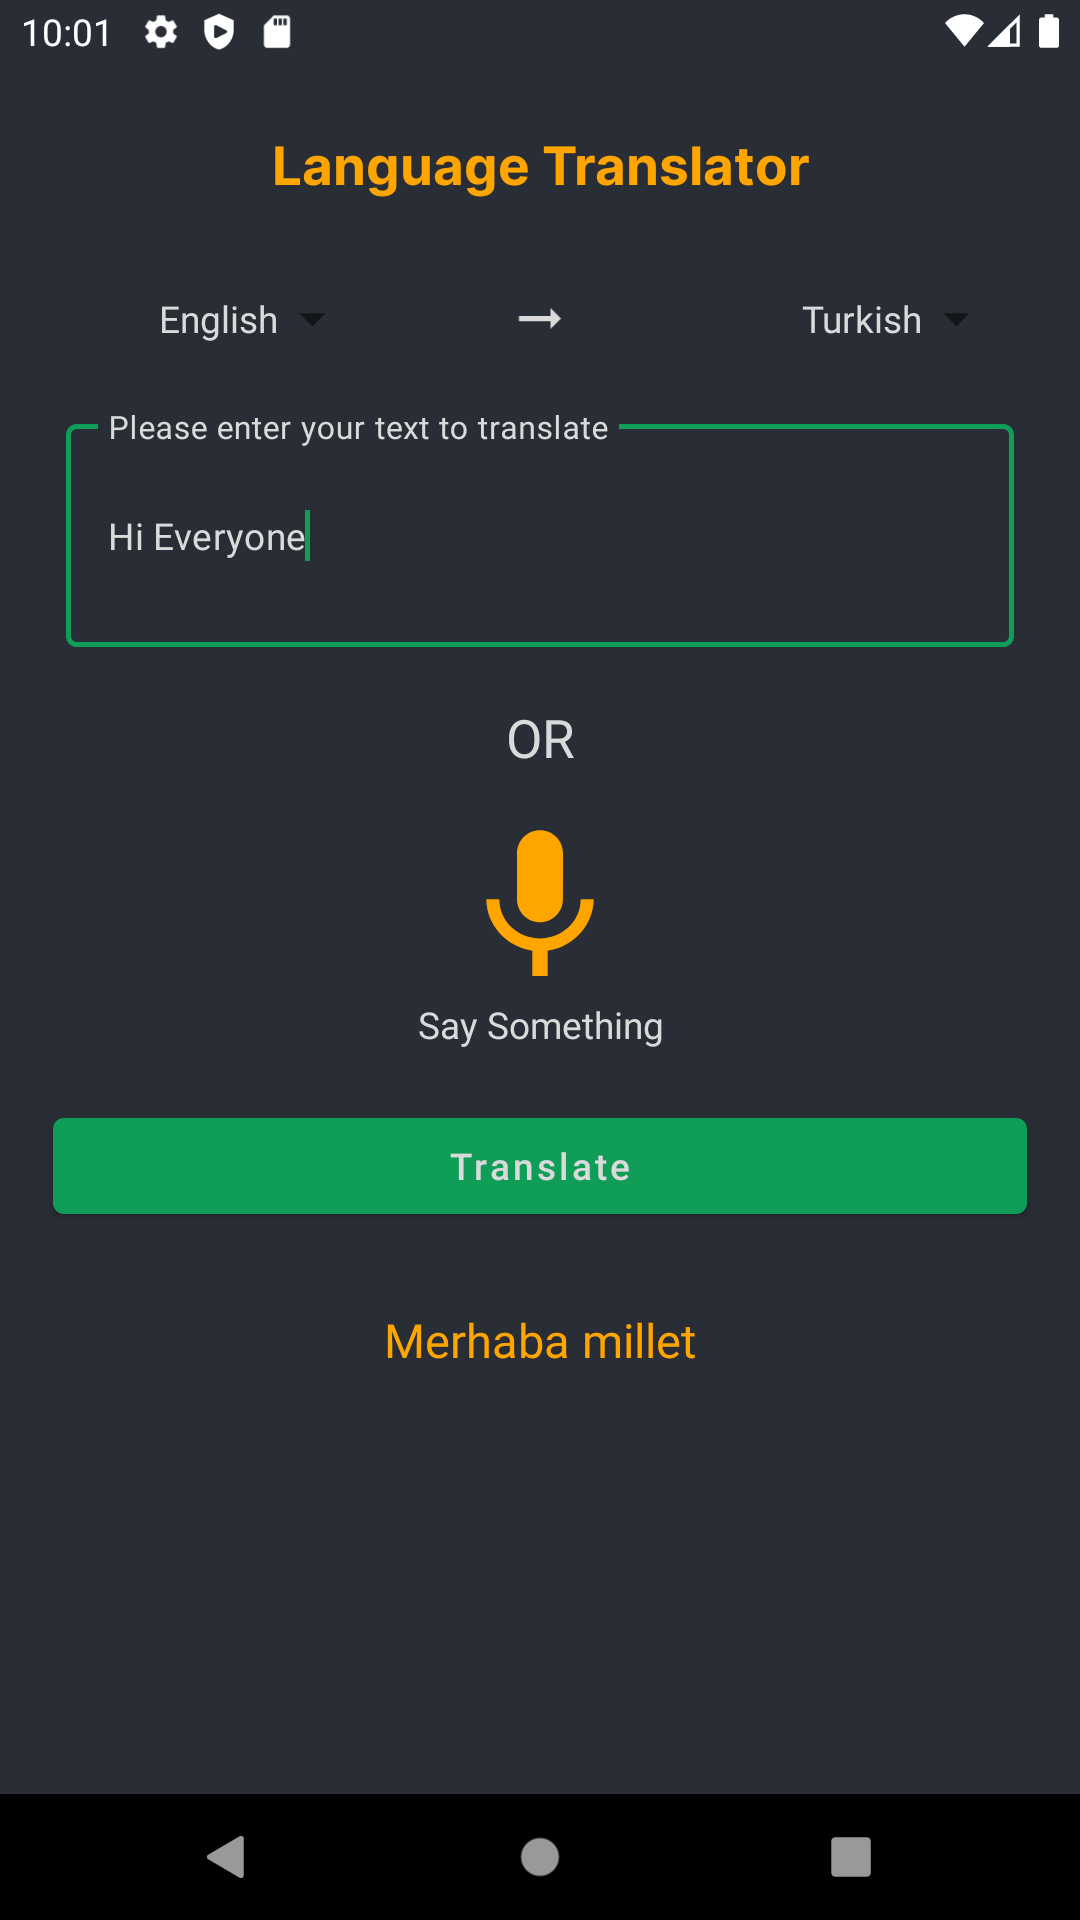 10:01
Language Translator
English
Turkish
Please enter your text to translate
Hi Everyone
OR
Say Something
Translate
Merhaba millet